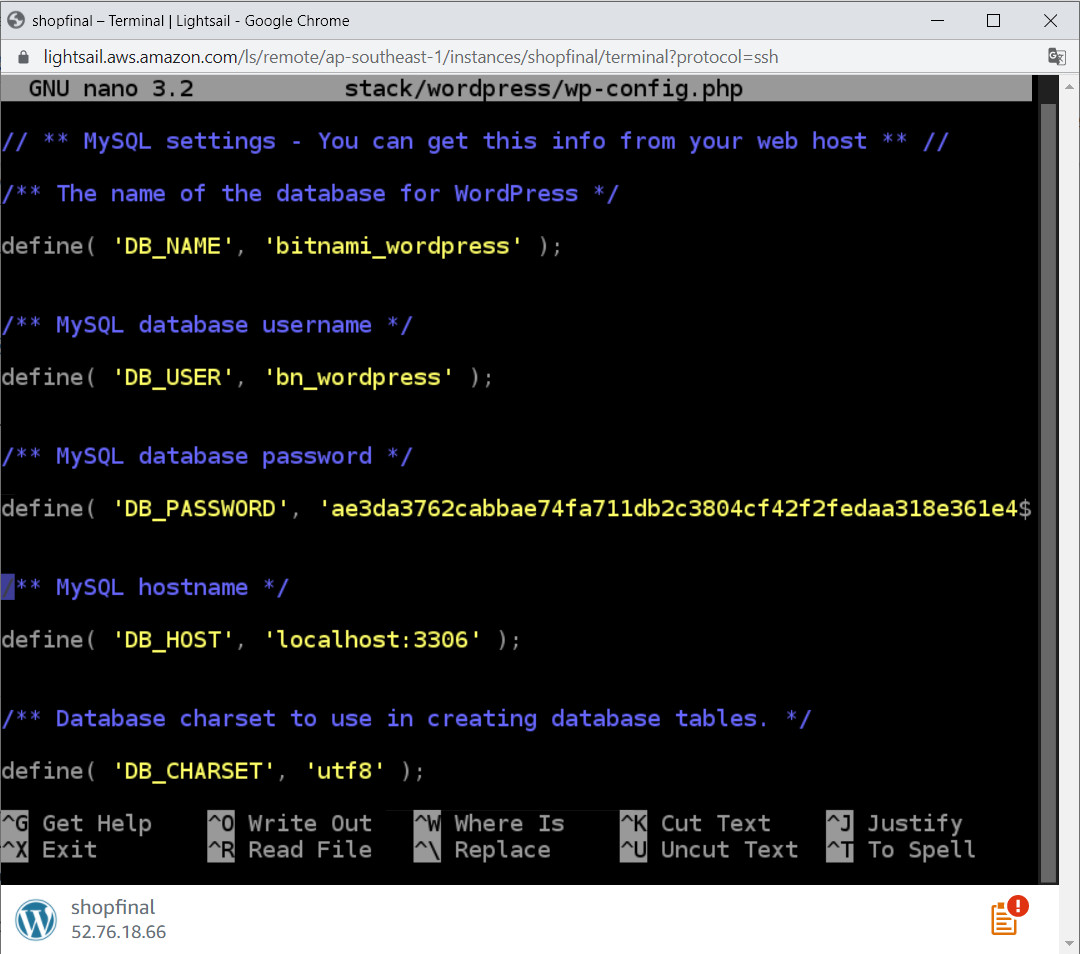 shopfinal – Terminal | Lightsail - Google Chrome
lightsail.aws.amazon.com/ls/remote/ap-southeast-1/instances/shopfinal/terminal?protocol=ssh
GNU nano 3.2 stack/wordpress/wp-config.php
// ** MySQL settings - You can get this info from your web host ** //
/** The name of the database for WordPress */
define( 'DB_NAME', 'bitnami_wordpress' );
/** MySQL database username */
define( 'DB_USER', 'bn_wordpress' );
/** MySQL database password */
define( 'DB_PASSWORD', 'ae3da3762cabbae74fa711db2c3804cf42f2fedaa318e361e4$
/** MySQL hostname */
define( 'DB_HOST', 'localhost:3306' );
/** Database charset to use in creating database tables. */
define( 'DB_CHARSET', 'utf8' );
^G Get Help ^O Write Out ^W Where Is ^K Cut Text ^J Justify
^X Exit ^R Read File ^\ Replace ^U Uncut Text ^T To Spell
shopfinal
52.76.18.66